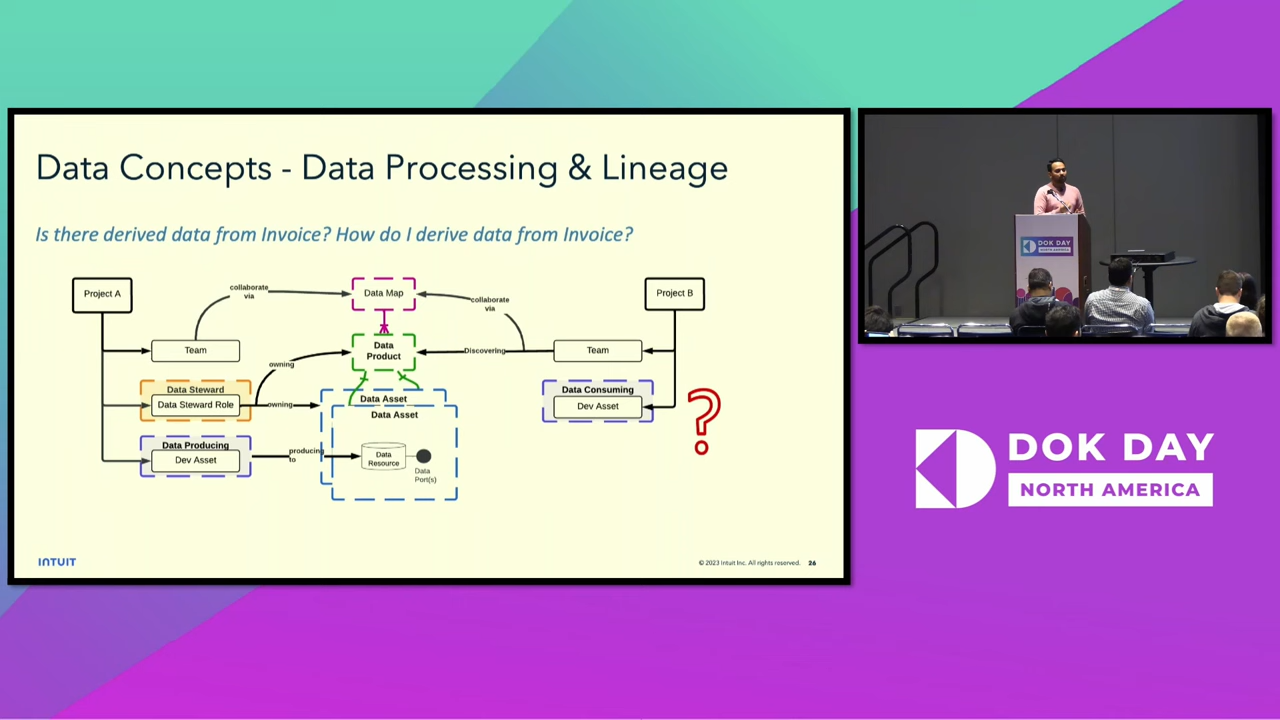 Data Concepts - Data Processing & Lineage
Is there derived data from Invoice? How do I derive data from Invoice?
Project A
collaborate
via
Data Map
collaborate
via
Project B
Team
owning
Data
Product
Discovering
Team
Data Steward
Data Steward Role
owning
Data Asset
Data Asset
Data Consuming
Dev Asset
?
Data Producing
Dev Asset
producing
to
Data
Resource
Data
Port(s)
INTUIT
© 2023 Intuit Inc. All rights reserved. 26
DOK DAY
NORTH AMERICA
DOK DAY
NORTH AMERICA